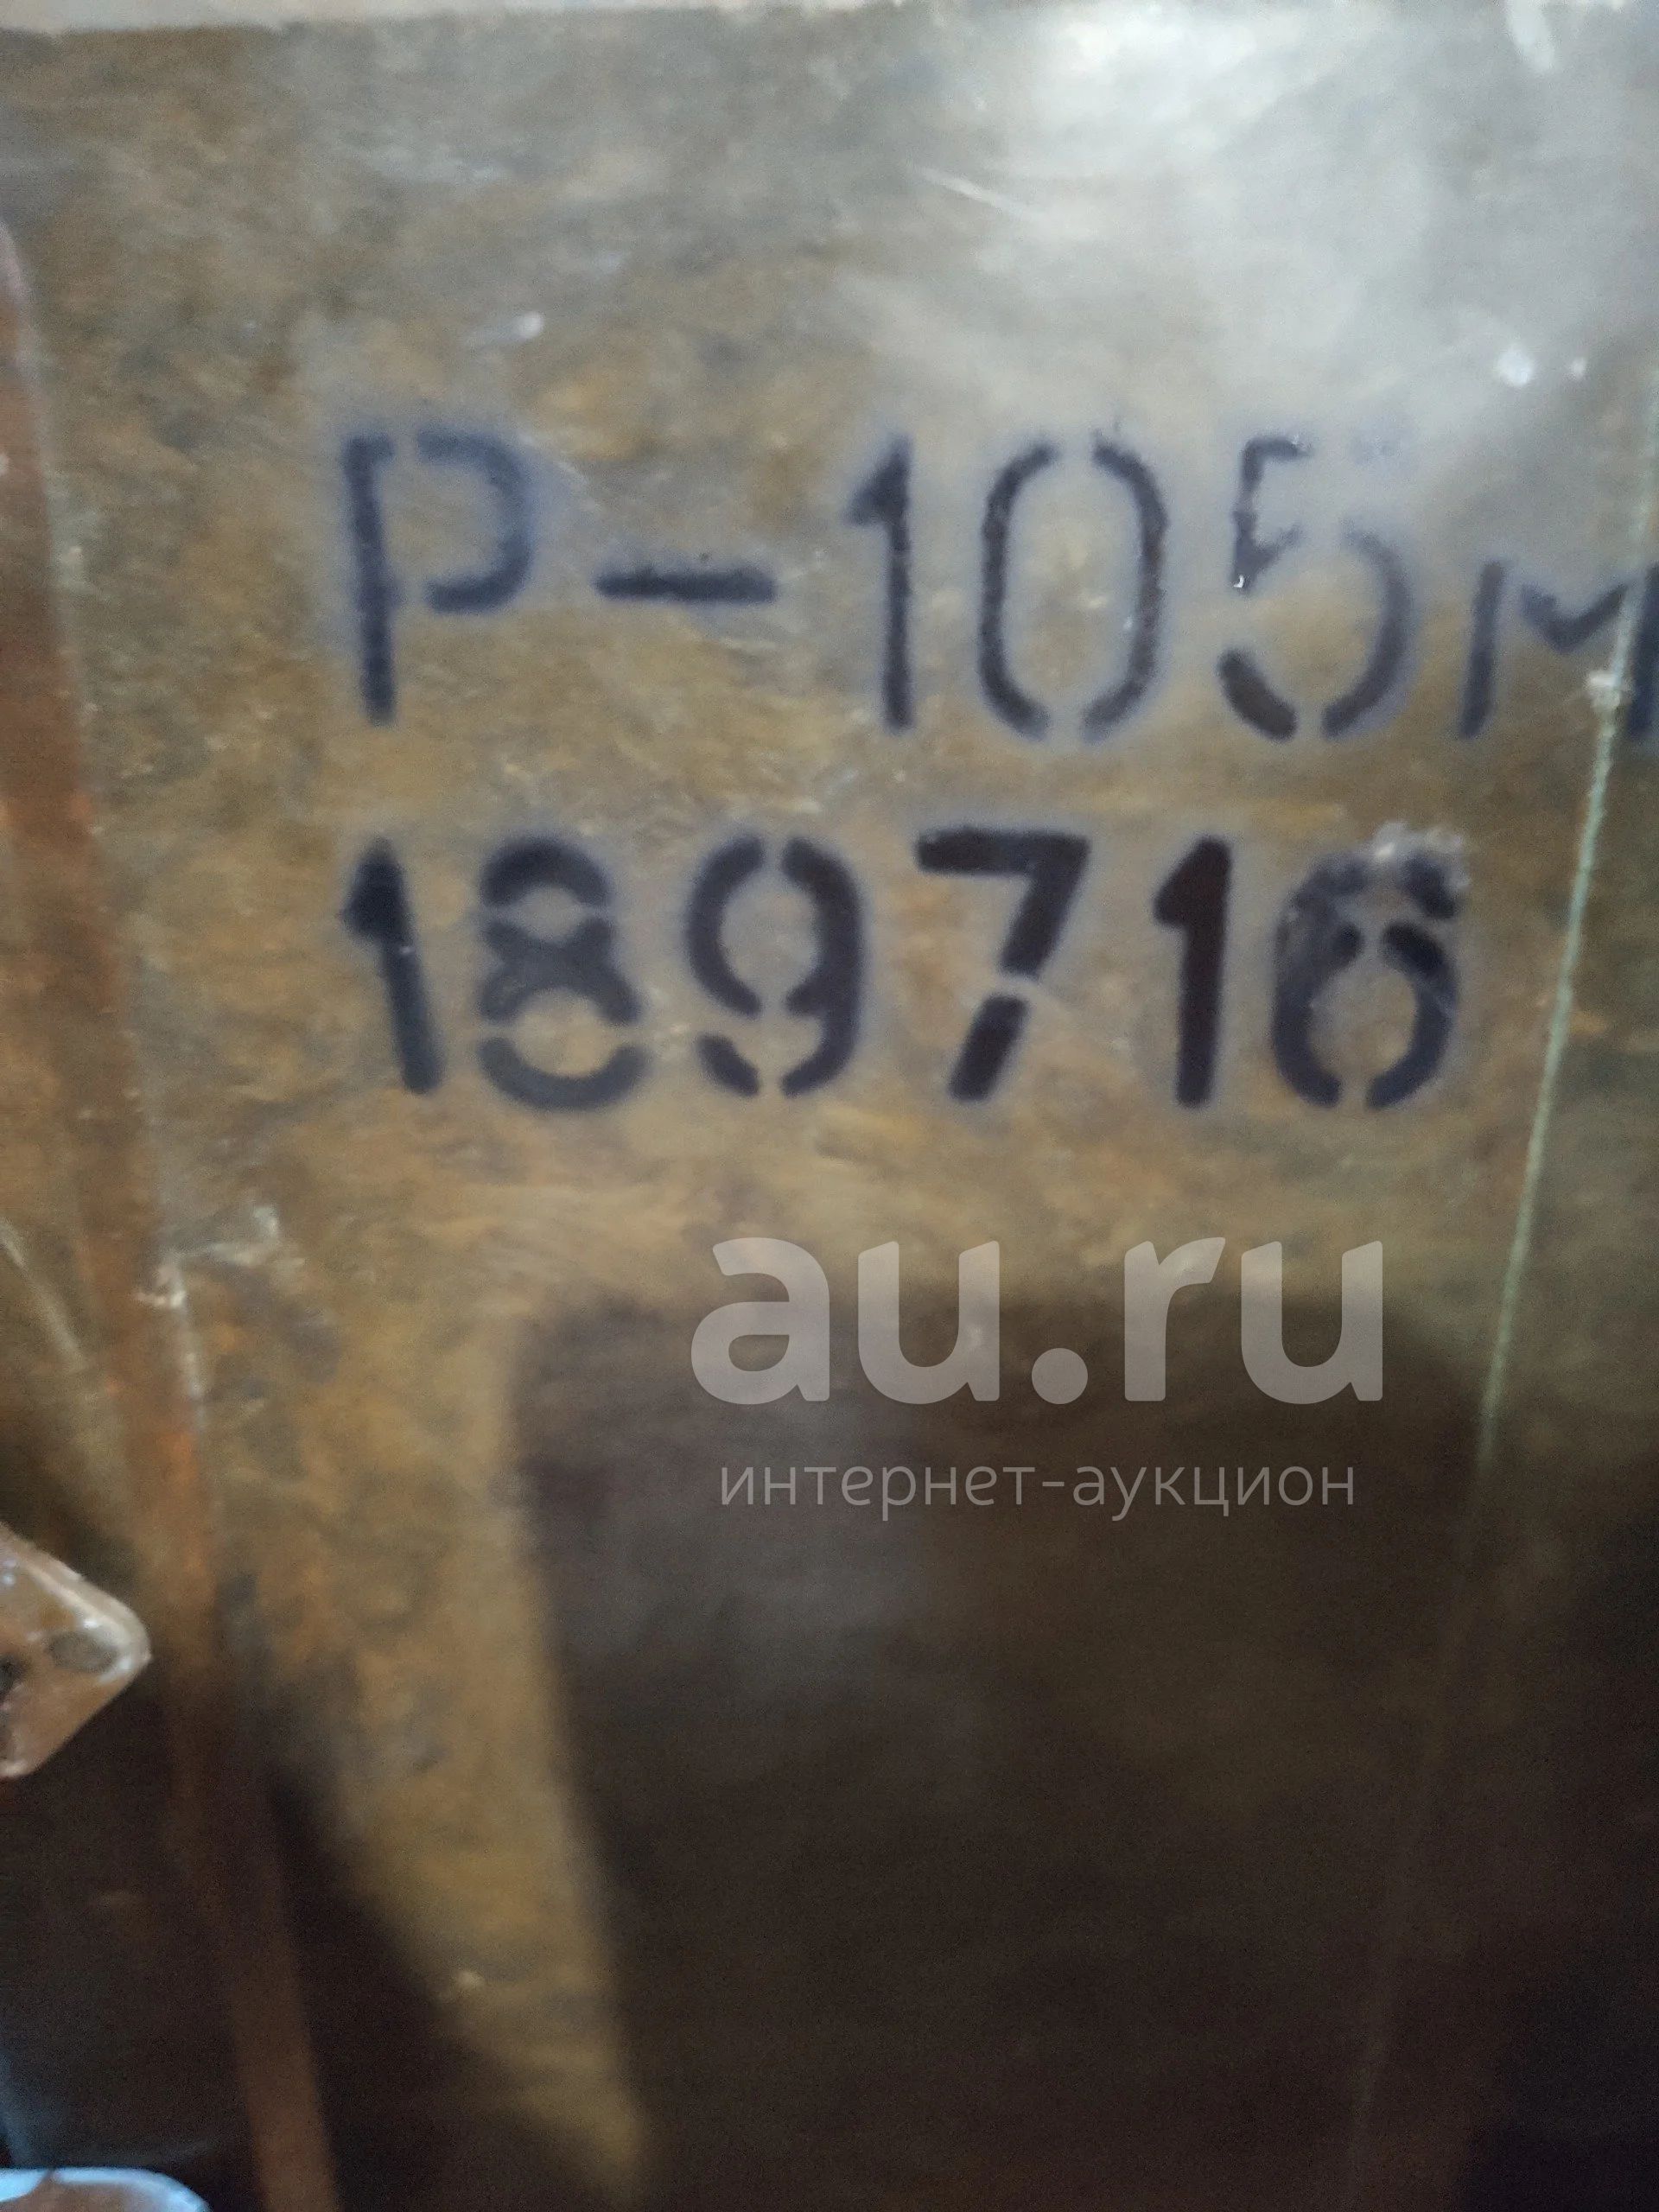 Р-105м
189716
au.ru
интернет-аукцион